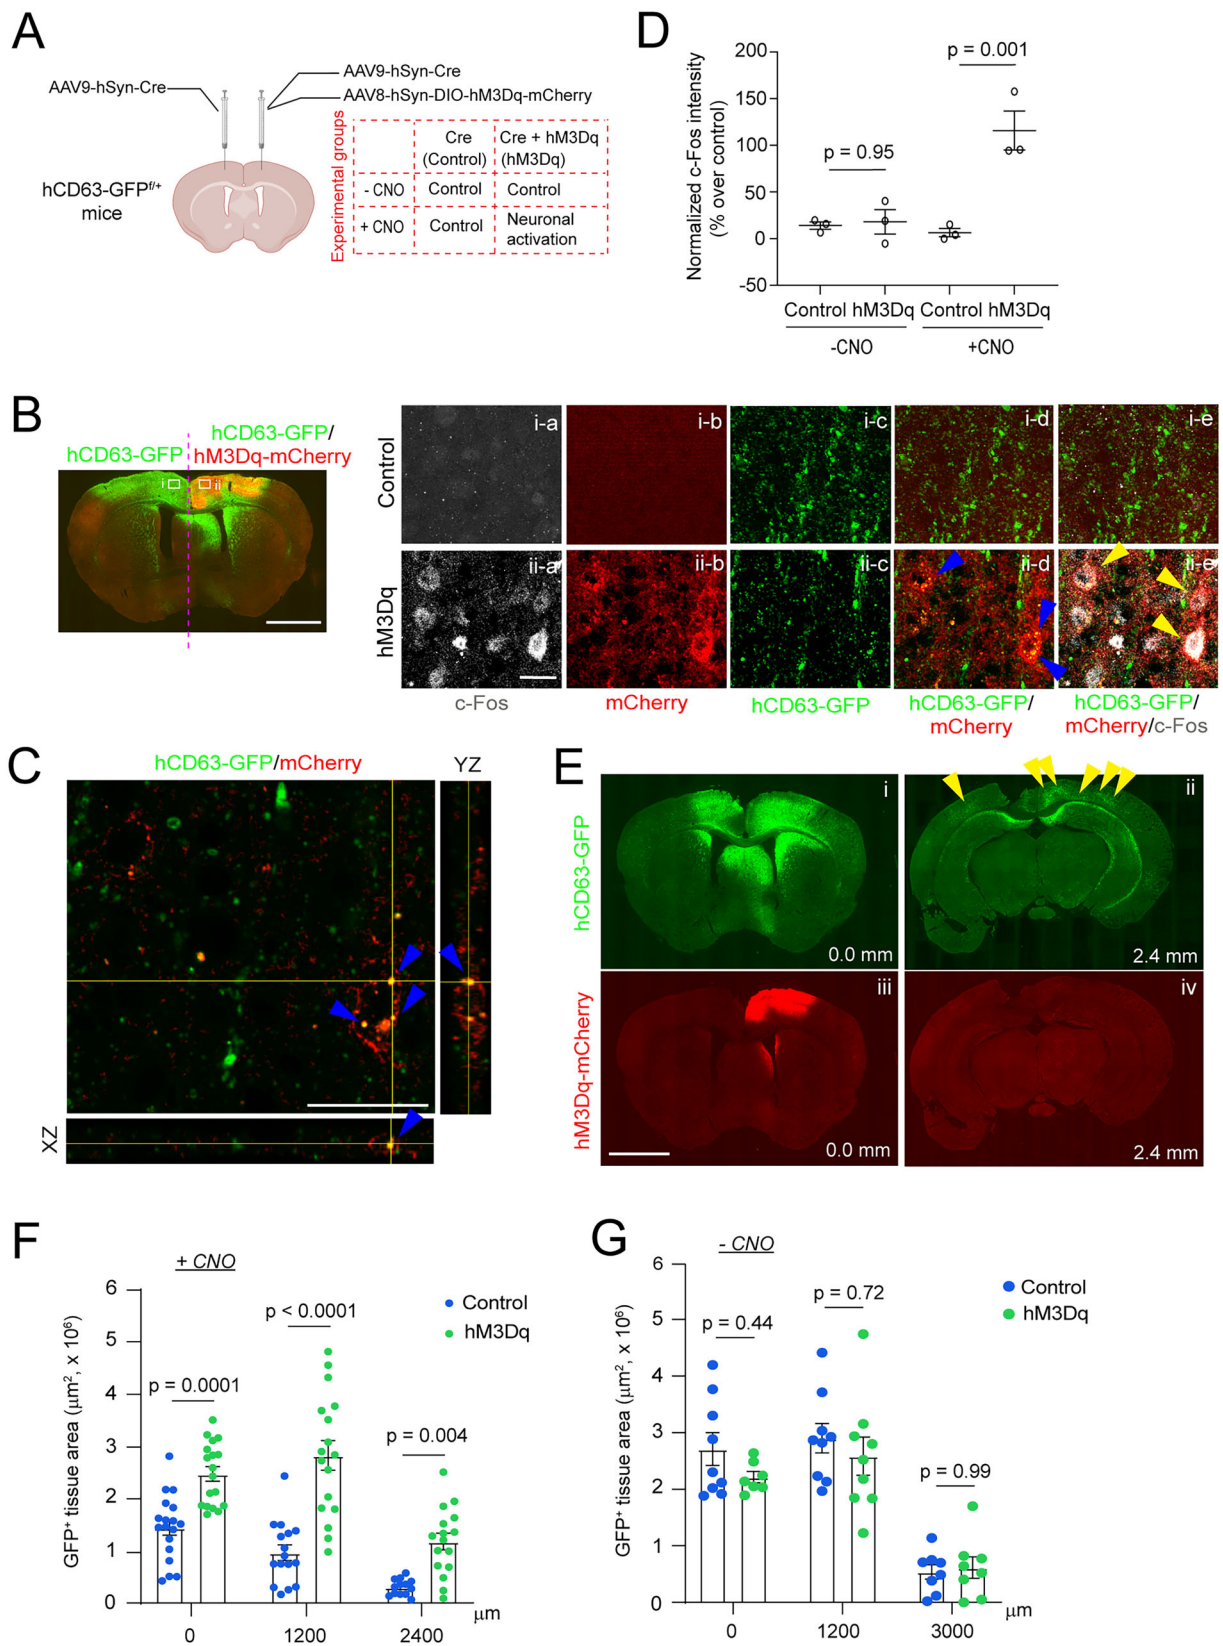 A
AAV9-hSyn-Cre
AAV9-hSyn-Cre
AAV8-hSyn-DIO-hM3Dq-mCherry
hCD63-GFPf/+
mice
Experimental groups
Cre
(Control)
Cre + hM3Dq
(hM3Dq)
- CNO
Control
Control
+ CNO
Control
Neuronal
activation
D
Normalized c-Fos intensity
(% over control)
200
150
100
50
0
-50
p = 0.95
p = 0.001
Control hM3Dq
Control hM3Dq
-CNO
+CNO
B
hCD63-GFP
hCD63-GFP/
hM3Dq-mCherry
i
ii
Control
i-a
i-b
i-c
i-d
i-e
hM3Dq
ii-a
ii-b
ii-c
ii-d
ii-e
c-Fos
mCherry
hCD63-GFP
hCD63-GFP/
mCherry
hCD63-GFP/
mCherry/c-Fos
C
hCD63-GFP/mCherry
YZ
XZ
E
hCD63-GFP
i
0.0 mm
ii
2.4 mm
hM3Dq-mCherry
iii
0.0 mm
iv
2.4 mm
F
+ CNO
GFP+ tissue area (μm2, x 106)
6
5
4
3
2
1
0
p = 0.0001
p < 0.0001
p = 0.004
Control
hM3Dq
0
1200
2400
μm
G
- CNO
GFP+ tissue area (μm2, x 106)
6
5
4
3
2
1
0
p = 0.44
p = 0.72
p = 0.99
Control
hM3Dq
0
1200
3000
μm